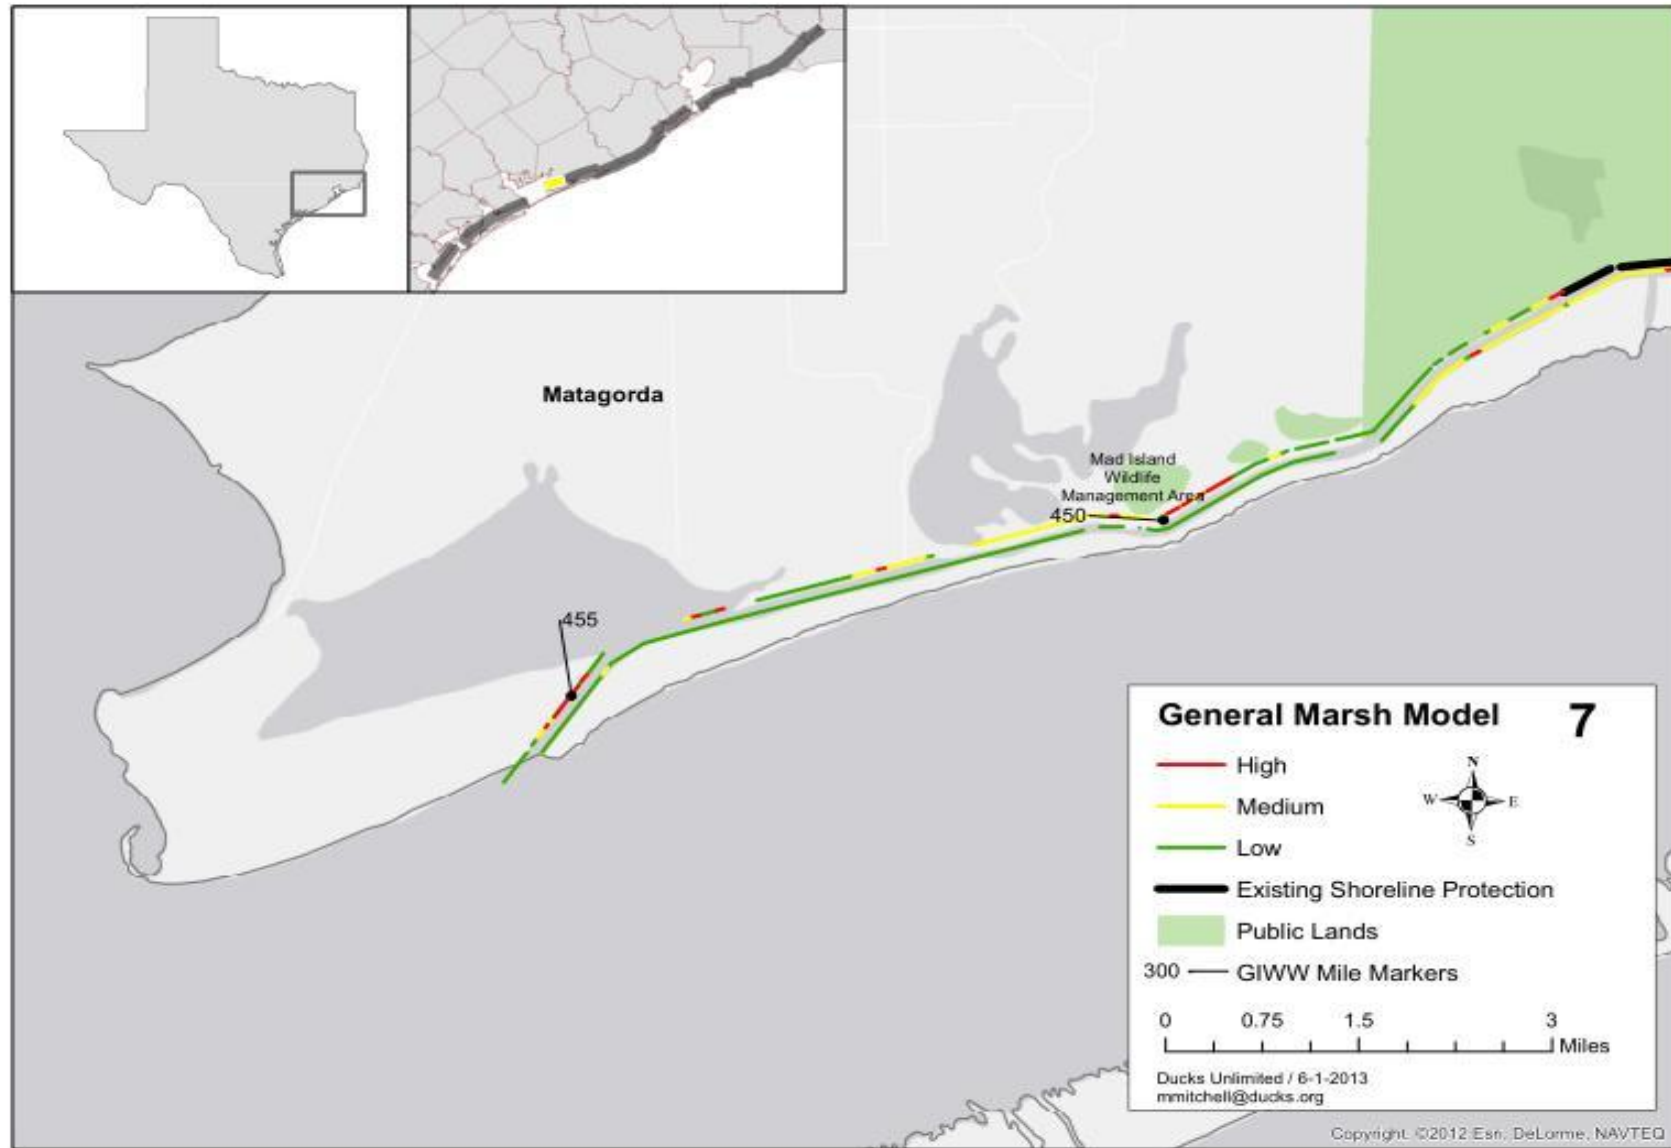 Matagorda
Mad Island
Wildlife
Management Area
450
455
General Marsh Model 7
High
Medium
Low
Existing Shoreline Protection
Public Lands
300 GIWW Mile Markers
N
W E
S
0 0.75 1.5 3
Miles
Ducks Unlimited / 6-1-2013
mmitchell@ducks.org
Copyright: ©2012 Esri, DeLorme, NAVTEQ